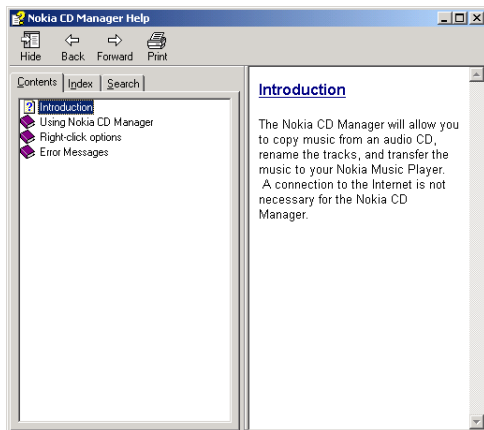 Nokia CD Manager Help
Hide Back Forward Print
Contents Index Search
Introduction
Using Nokia CD Manager
Right-click options
Error Messages
Introduction
The Nokia CD Manager will allow you
to copy music from an audio CD,
rename the tracks, and transfer the
music to your Nokia Music Player.
A connection to the Internet is not
necessary for the Nokia CD
Manager.